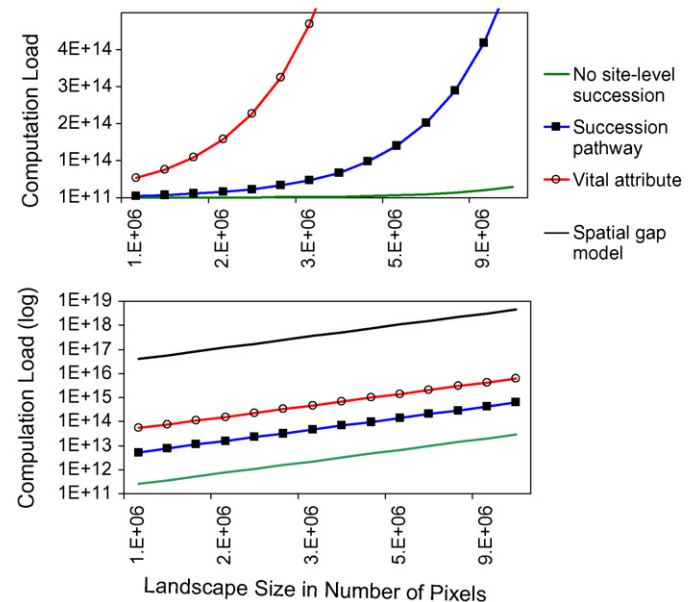 Computation Load
4E+14
3E+14
2E+14
1E+14
1E+11
1.E+06
2.E+06
3.E+06
5.E+06
9.E+06
No site-level
succession
Succession
pathway
Vital attribute
Spatial gap
model
Compulation Load (log)
1E+19
1E+18
1E+17
1E+16
1E+15
1E+14
1E+13
1E+12
1E+11
1.E+06
2.E+06
3.E+06
5.E+06
9.E+06
Landscape Size in Number of Pixels